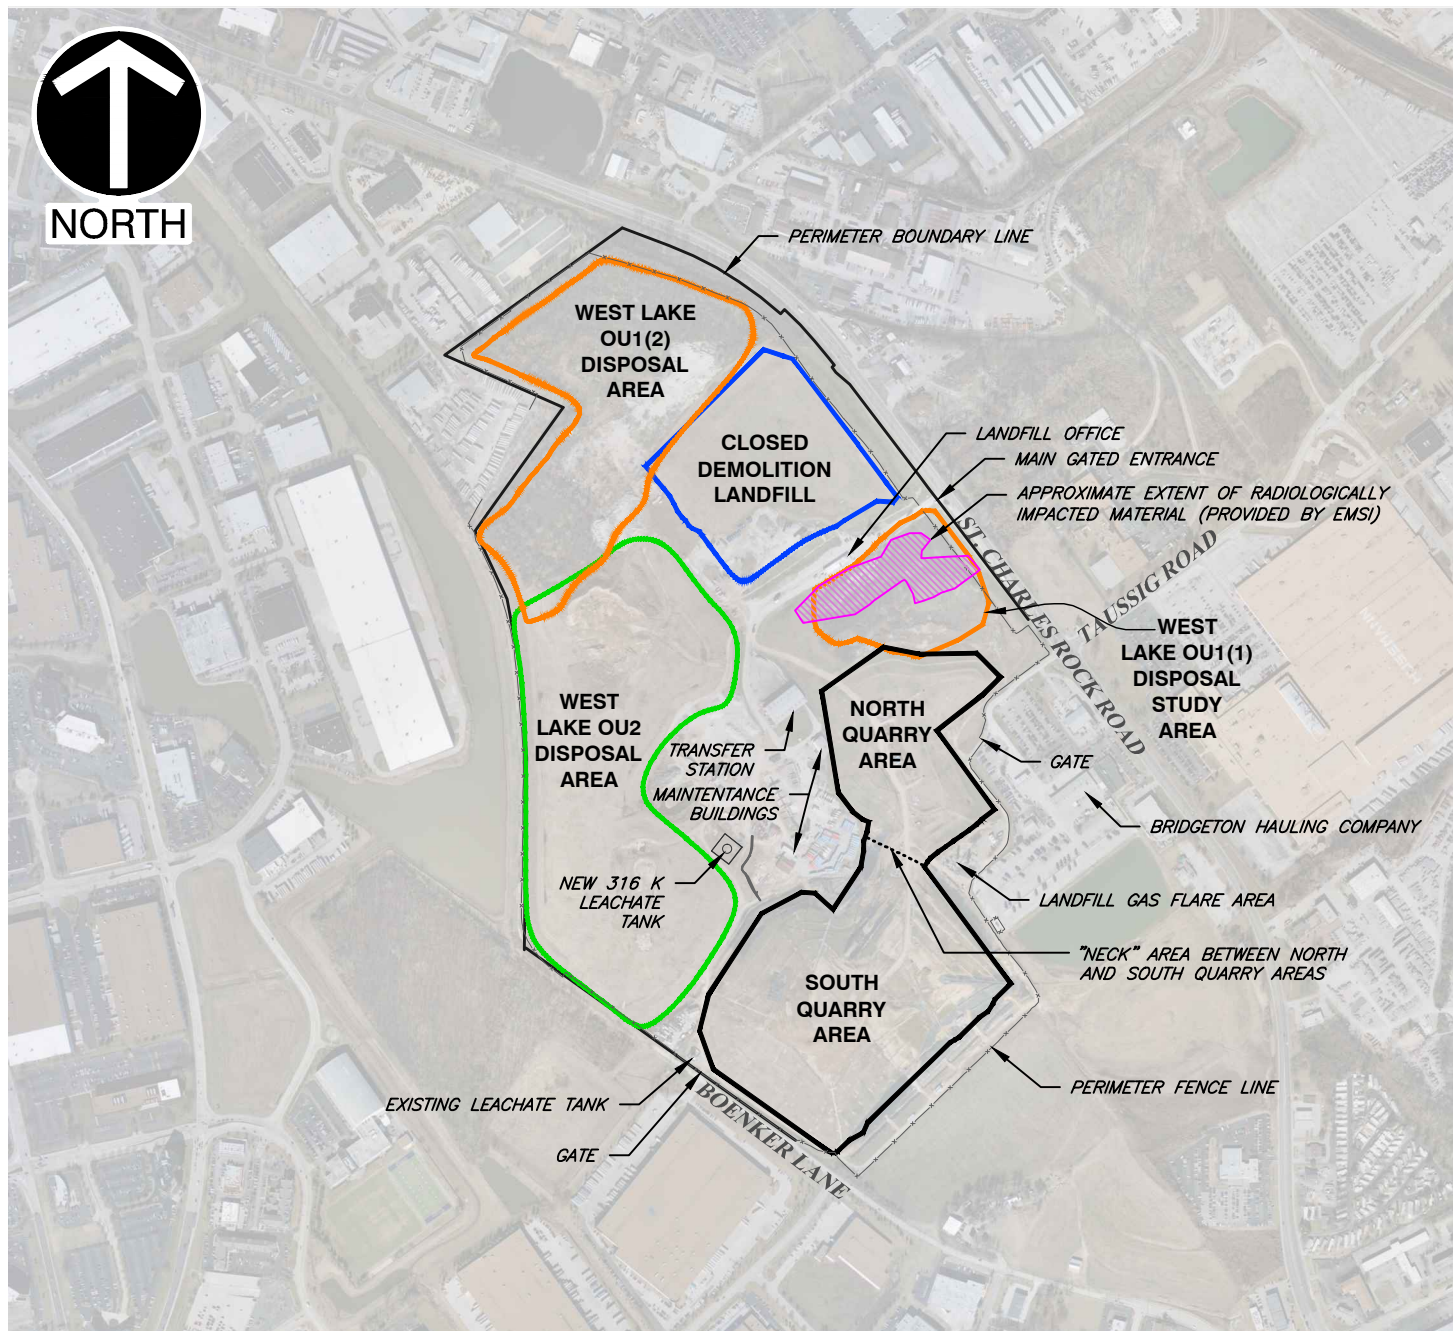 NORTH
PERIMETER BOUNDARY LINE
WEST LAKE
OU1(2)
DISPOSAL
AREA
CLOSED
DEMOLITION
LANDFILL
LANDFILL OFFICE
MAIN GATED ENTRANCE
APPROXIMATE EXTENT OF RADIOLOGICALLY
IMPACTED MATERIAL (PROVIDED BY EMSI)
ST. CHARLES ROCK ROAD
TAUSSIG ROAD
WEST
LAKE OU1(1)
DISPOSAL
STUDY
AREA
WEST
LAKE OU2
DISPOSAL
AREA
NORTH
QUARRY
AREA
TRANSFER
STATION
MAINTENTANCE
BUILDINGS
GATE
BRIDGETON HAULING COMPANY
NEW 316 K
LEACHATE
TANK
LANDFILL GAS FLARE AREA
"NECK" AREA BETWEEN NORTH
AND SOUTH QUARRY AREAS
SOUTH
QUARRY
AREA
PERIMETER FENCE LINE
EXISTING LEACHATE TANK
GATE
BOENKER LANE